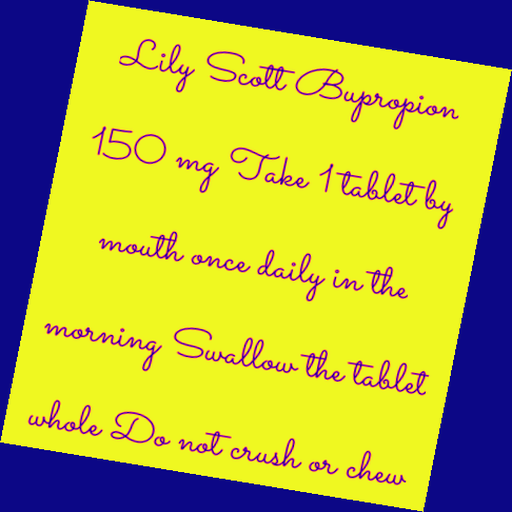 Lily Scott Bupropion
150 mg Take 1 tablet by
mouth once daily in the
morning Swallow the tablet
whole Do not crush or chew